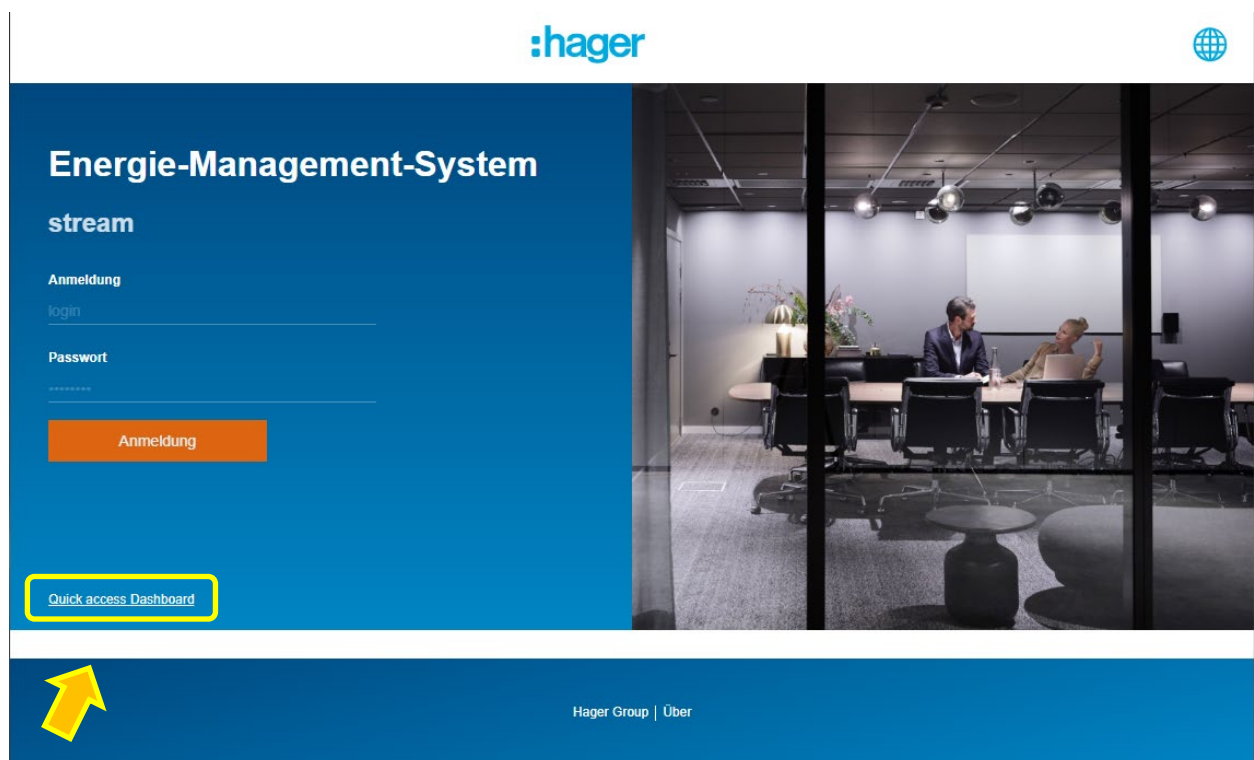 :hager
Energie-Management-System
stream
Anmeldung
login
Passwort
Anmeldung
Quick access Dashboard
Hager Group | Über